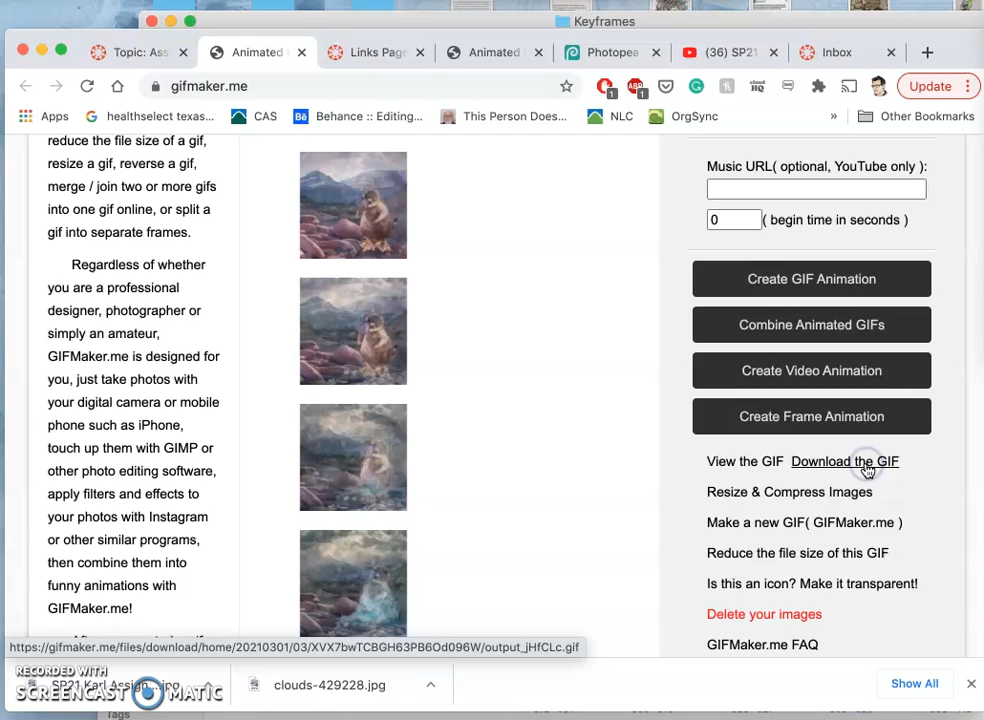 Keyframes
Topic: Ass
Animated
Links Page
Animated
Photopea
(36) SP21
Inbox
gifmaker.me
1
1
cloud
HQ
Update
Apps
healthselect texas...
CAS
Behance :: Editing...
This Person Does...
NLC
OrgSync
»
Other Bookmarks
reduce the file size of a gif,
resize a gif, reverse a gif,
merge / join two or more gifs
into one gif online, or split a
gif into separate frames.
Regardless of whether
you are a professional
designer, photographer or
simply an amateur,
GIFMaker.me is designed for
you, just take photos with
your digital camera or mobile
phone such as iPhone,
touch up them with GIMP or
other photo editing software,
apply filters and effects to
your photos with Instagram
or other similar programs,
then combine them into
funny animations with
GIFMaker.me!
Music URL( optional, YouTube only ):
0 ( begin time in seconds )
Create GIF Animation
Combine Animated GIFs
Create Video Animation
Create Frame Animation
View the GIF Download the GIF
Resize & Compress Images
Make a new GIF( GIFMaker.me )
Reduce the file size of this GIF
Is this an icon? Make it transparent!
Delete your images
GIFMaker.me FAQ
https://gifmaker.me/files/download/home/20210301/03/XVX7bwTCBGH63PB6Od096W/output_jHfCLc.gif
RECORDED WITH
SCREENCAST MATIC
SP21 Karl Assign....jpg
clouds-429228.jpg
Show All
Tags